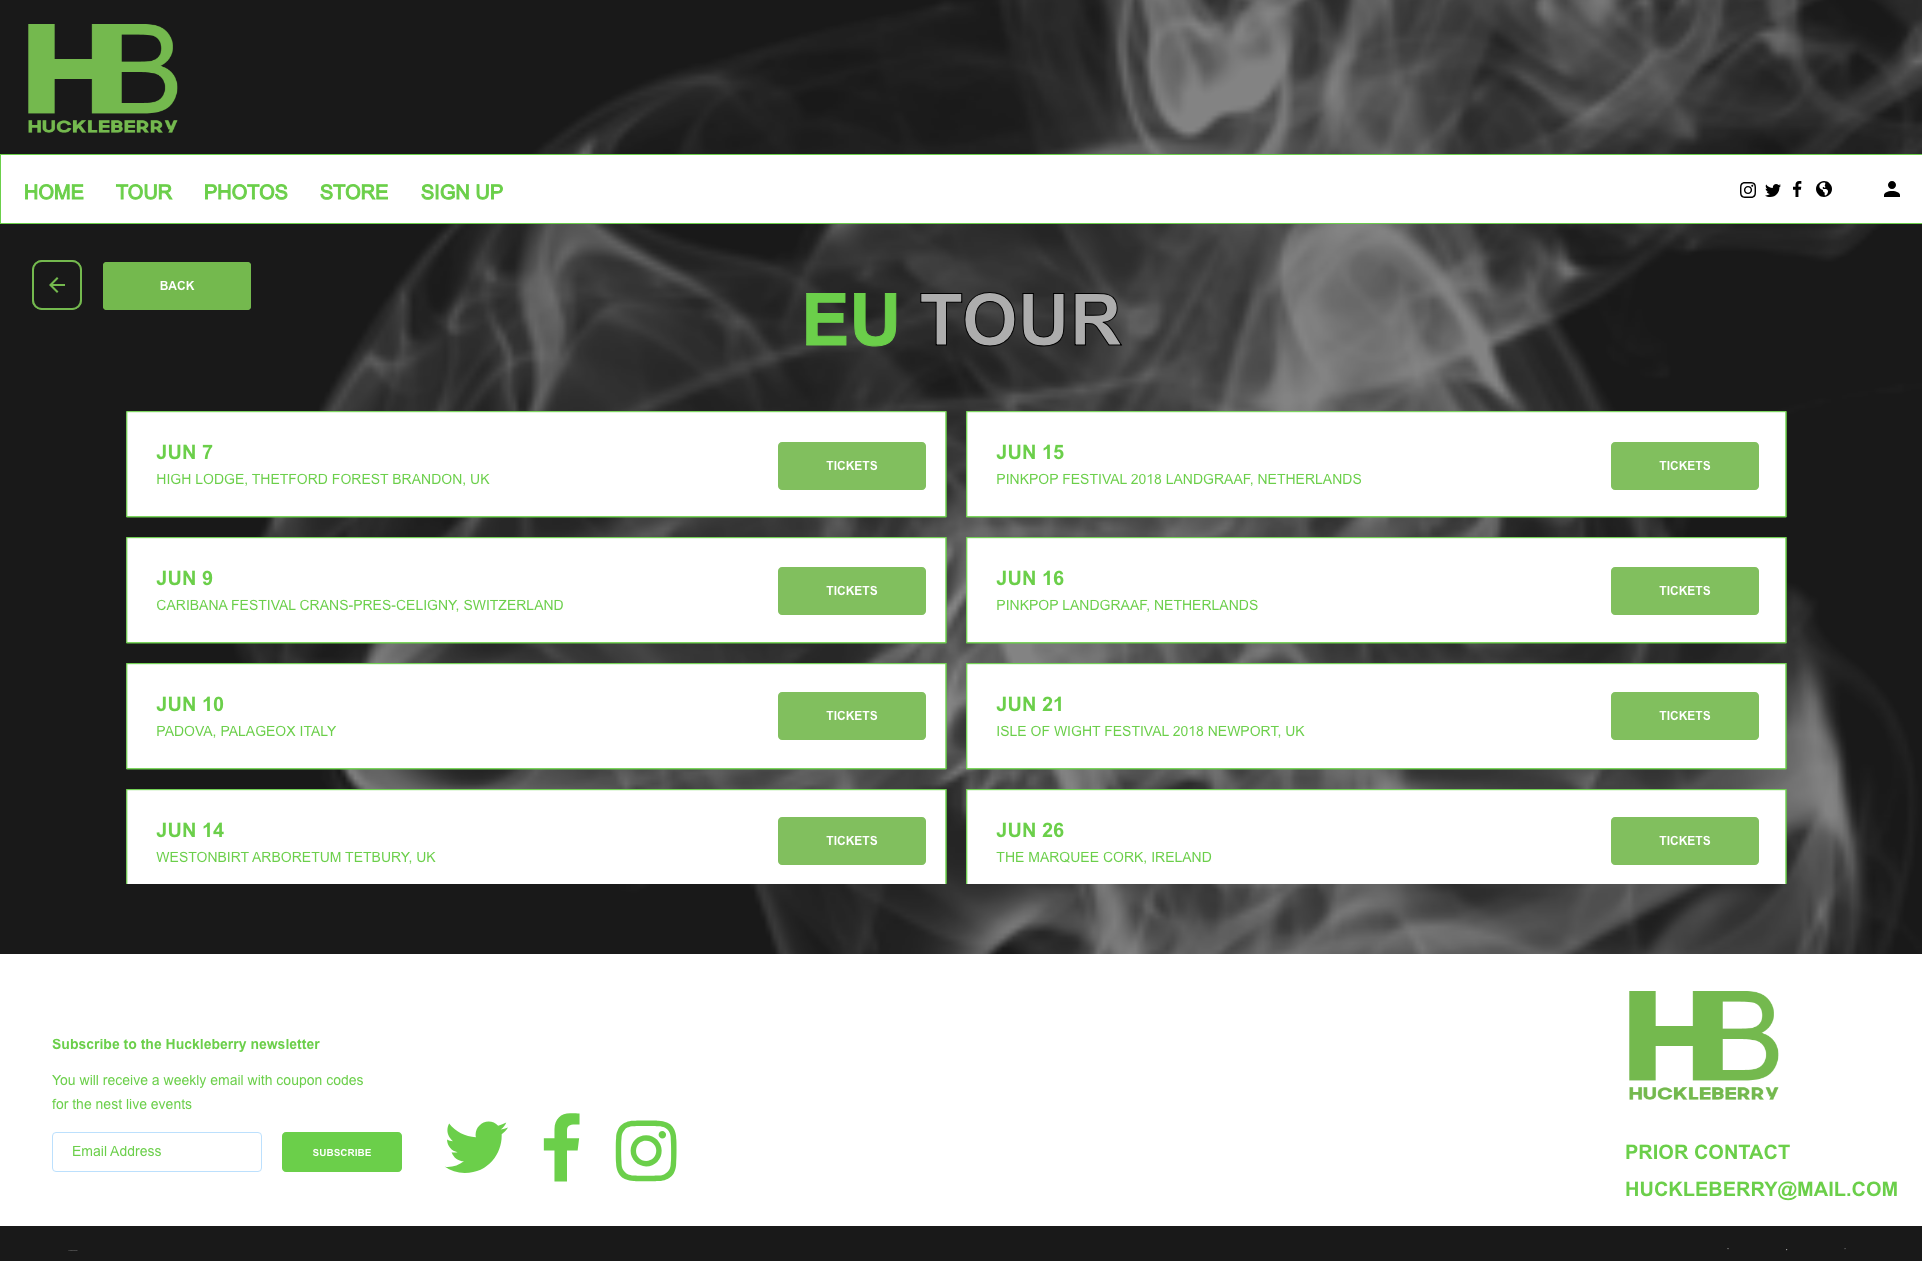 HB
HUCKLEBERRY
HOME TOUR PHOTOS STORE SIGN UP
BACK
EU TOUR
JUN 7
HIGH LODGE, THETFORD FOREST BRANDON, UK
TICKETS
JUN 15
PINKPOP FESTIVAL 2018 LANDGRAAF, NETHERLANDS
TICKETS
JUN 9
CARIBANA FESTIVAL CRANS-PRES-CELIGNY, SWITZERLAND
TICKETS
JUN 16
PINKPOP LANDGRAAF, NETHERLANDS
TICKETS
JUN 10
PADOVA, PALAGEOX ITALY
TICKETS
JUN 21
ISLE OF WIGHT FESTIVAL 2018 NEWPORT, UK
TICKETS
JUN 14
WESTONBIRT ARBORETUM TETBURY, UK
TICKETS
JUN 26
THE MARQUEE CORK, IRELAND
TICKETS
Subscribe to the Huckleberry newsletter
You will receive a weekly email with coupon codes
for the nest live events
Email Address
SUBSCRIBE
HB
HUCKLEBERRY
PRIOR CONTACT
HUCKLEBERRY@MAIL.COM